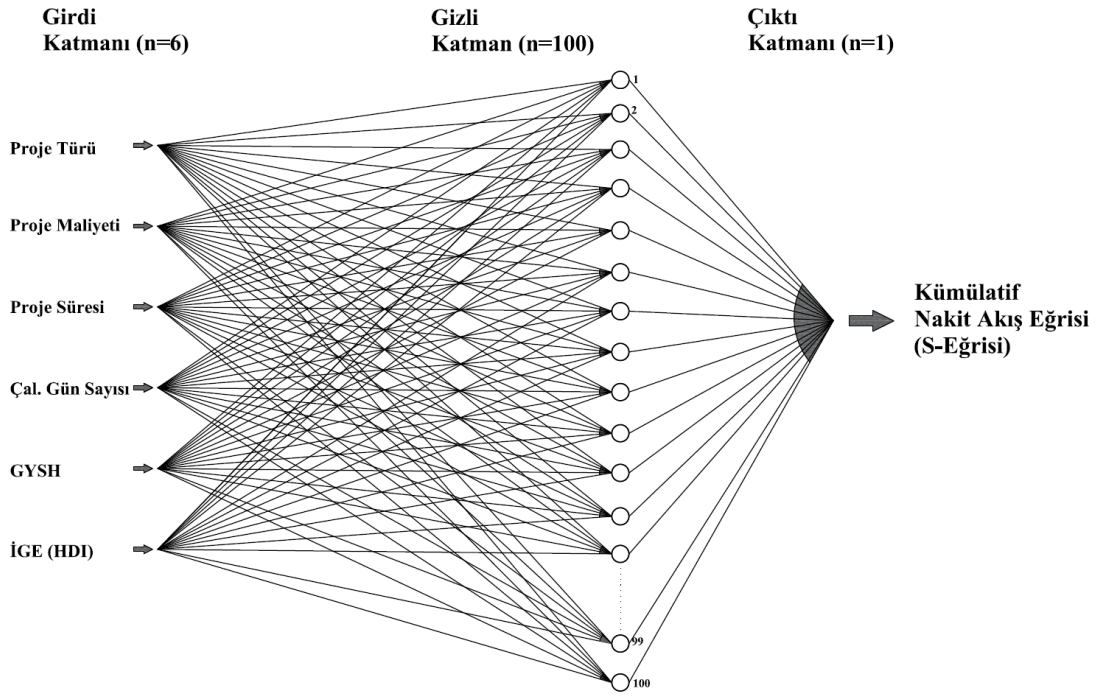 Girdi
Katmanı (n=6)
Gizli
Katman (n=100)
Çıktı
Katmanı (n=1)
1
2
Proje Türü
Proje Maliyeti
Proje Süresi
Çal. Gün Sayısı
GYSH
İGE (HDI)
99
100
Kümülatif
Nakit Akış Eğrisi
(S-Eğrisi)